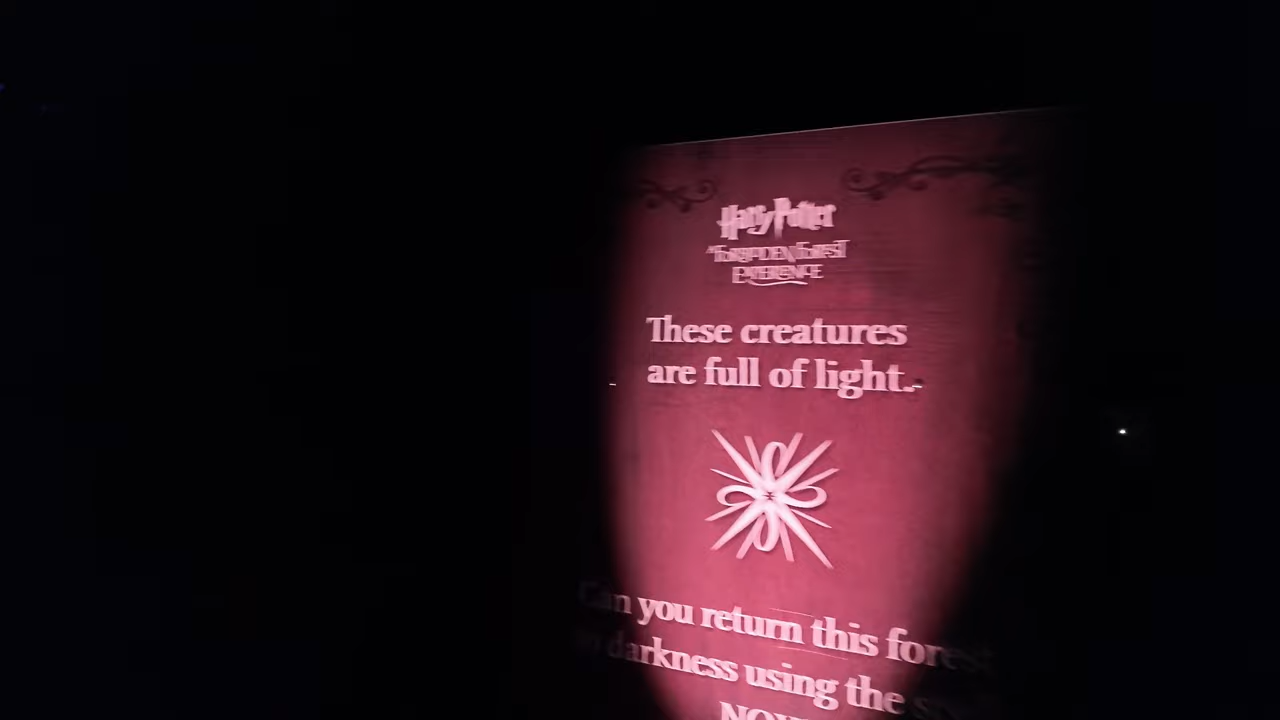 Harry Potter
A FORBIDDEN FOREST
EXPERIENCE
These creatures
are full of light.
Can you return this forest
to darkness using the
NOX